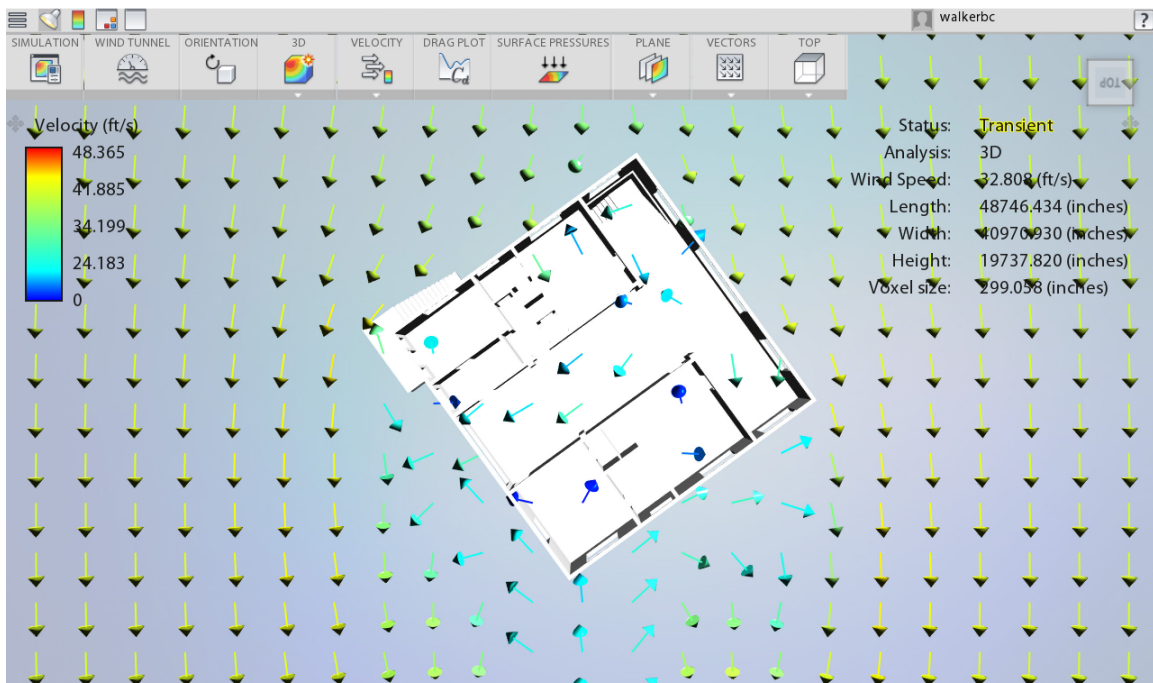 walkerbc
?
SIMULATION WIND TUNNEL ORIENTATION 3D VELOCITY DRAG PLOT SURFACE PRESSURES PLANE VECTORS TOP
Cd
TOP
Velocity (ft/s)
48.365
41.885
34.199
24.183
0
Status: Transient
Analysis: 3D
Wind Speed: 32.808 (ft/s)
Length: 48746.434 (inches)
Width: 40970.930 (inches)
Height: 19737.820 (inches)
Voxel size: 299.058 (inches)